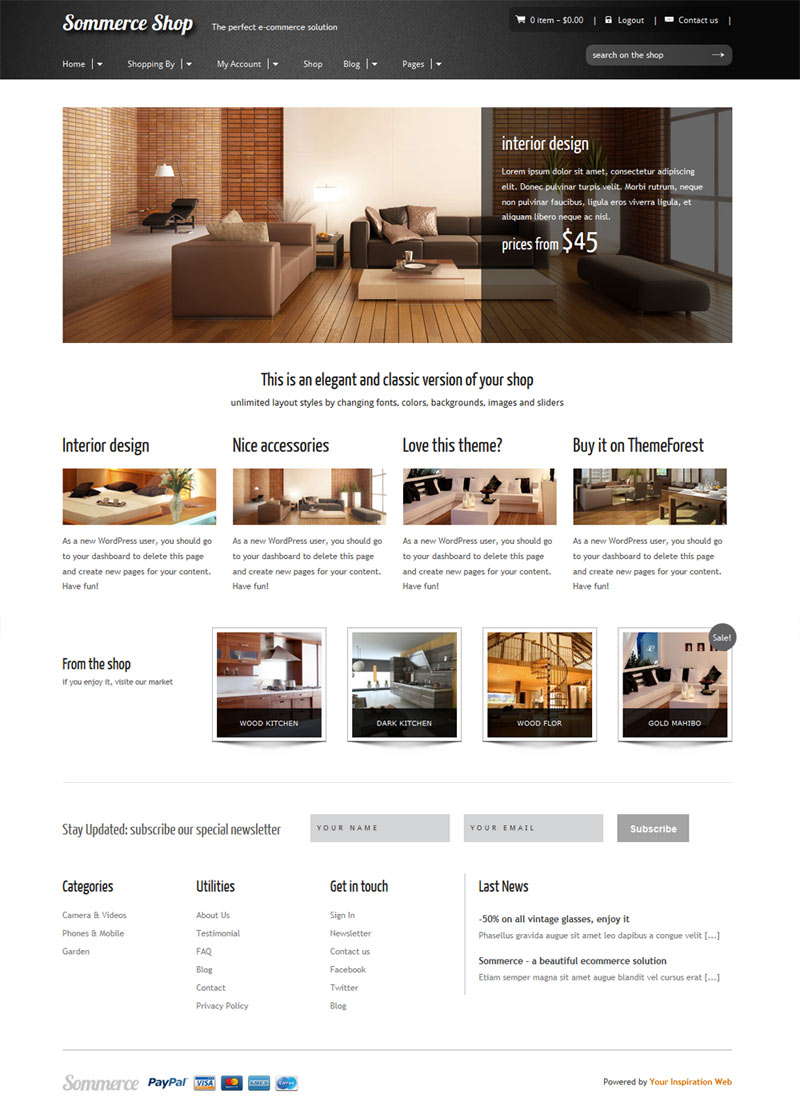 Sommerce Shop
The perfect e-commerce solution
0 item – $0.00 | Logout | Contact us |
search on the shop
Home Shopping By My Account Shop Blog Pages
interior design
Lorem ipsum dolor sit amet, consectetur adipiscing
elit. Donec pulvinar turpis velit. Morbi rutrum, neque
non pulvinar faucibus, ligula eros viverra ligula, et
aliquam libero neque ac nisl.
prices from $45
This is an elegant and classic version of your shop
unlimited layout styles by changing fonts, colors, backgrounds, images and sliders
Interior design
As a new WordPress user, you should go
to your dashboard to delete this page
and create new pages for your content.
Have fun!
Nice accessories
As a new WordPress user, you should go
to your dashboard to delete this page
and create new pages for your content.
Have fun!
Love this theme?
As a new WordPress user, you should go
to your dashboard to delete this page
and create new pages for your content.
Have fun!
Buy it on ThemeForest
As a new WordPress user, you should go
to your dashboard to delete this page
and create new pages for your content.
Have fun!
From the shop
if you enjoy it, visite our market
WOOD KITCHEN
DARK KITCHEN
WOOD FLOR
Sale!
GOLD MAHIBO
Stay Updated: subscribe our special newsletter
YOUR NAME
YOUR EMAIL
Subscribe
Categories
Camera & Videos
Phones & Mobile
Garden
Utilities
About Us
Testimonial
FAQ
Blog
Contact
Privacy Policy
Get in touch
Sign In
Newsletter
Contact us
Facebook
Twitter
Blog
Last News
-50% on all vintage glasses, enjoy it
Phasellus gravida augue sit amet leo dapibus a congue velit [...]
Sommerce - a beautiful ecommerce solution
Etiam semper magna sit amet augue blandit vel cursus erat [...]
Sommerce PayPal VISA MasterCard AMEX Cirrus
Powered by Your Inspiration Web